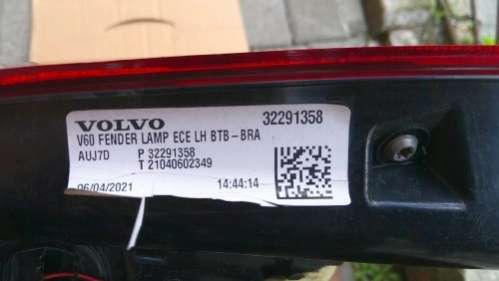 VOLVO 32291358
V60 FENDER LAMP ECE LH BTB-BRA
AUJ7D P 32291358
T 21040602349
06/04/2021 14:44:14